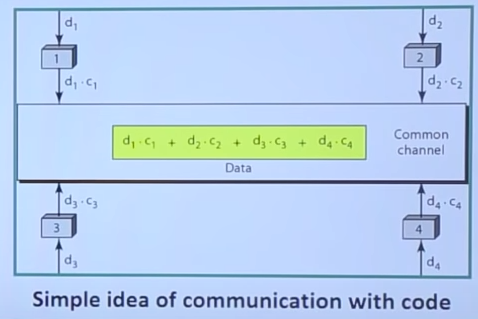 d₁ d₂
1 2
d₁ · c₁ d₂ · c₂
d₁ · c₁ + d₂ · c₂ + d₃ · c₃ + d₄ · c₄
Common
channel
Data
d₃ · c₃ d₄ · c₄
3 4
d₃ d₄
Simple idea of communication with code